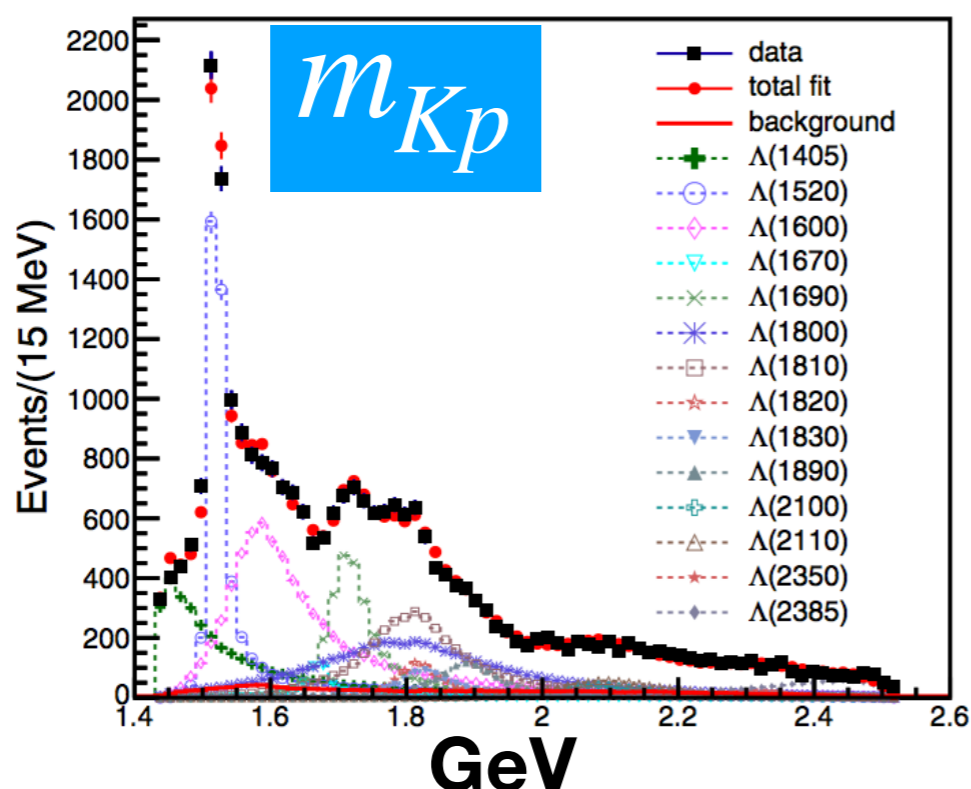 2200
2000
1800
1600
1400
1200
1000
800
600
400
200
0
Events/(15 MeV)
m_Kp
data
total fit
background
Λ(1405)
Λ(1520)
Λ(1600)
Λ(1670)
Λ(1690)
Λ(1800)
Λ(1810)
Λ(1820)
Λ(1830)
Λ(1890)
Λ(2100)
Λ(2110)
Λ(2350)
Λ(2385)
1.4 1.6 1.8 2 2.2 2.4 2.6
GeV